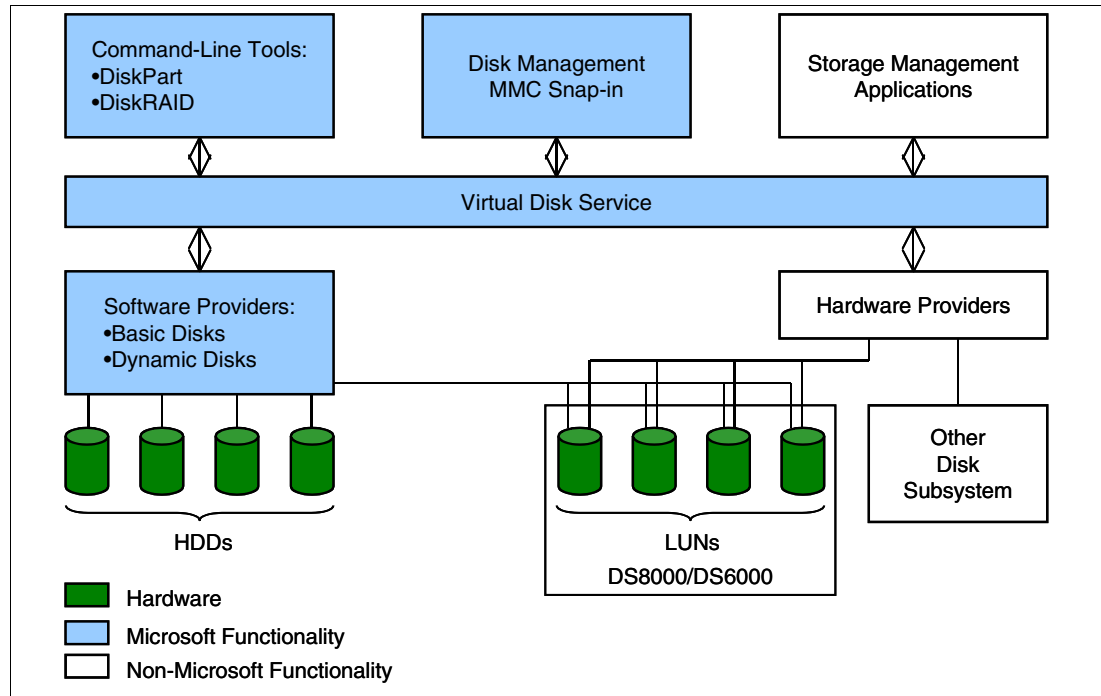 Command-Line Tools:
•DiskPart
•DiskRAID
Disk Management
MMC Snap-in
Storage Management
Applications
Virtual Disk Service
Software Providers:
•Basic Disks
•Dynamic Disks
Hardware Providers
Other
Disk
Subsystem
HDDs
LUNs
DS8000/DS6000
Hardware
Microsoft Functionality
Non-Microsoft Functionality